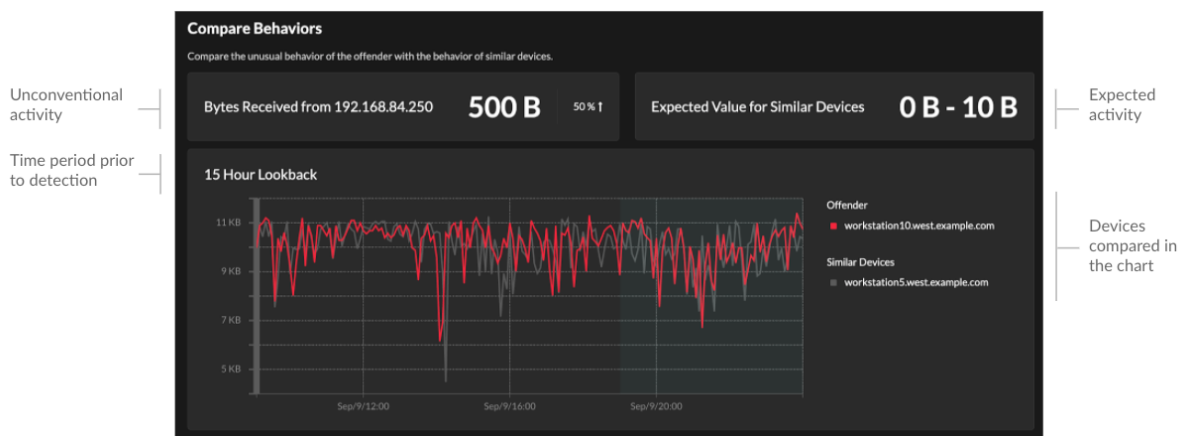 Compare Behaviors
Compare the unusual behavior of the offender with the behavior of similar devices.
Unconventional
activity
Bytes Received from 192.168.84.250 500 B 50 % ↑
Expected Value for Similar Devices 0 B - 10 B
Expected
activity
Time period prior
to detection
15 Hour Lookback
11 KB
9 KB
7 KB
5 KB
Sep/9/12:00 Sep/9/16:00 Sep/9/20:00
Offender
workstation10.west.example.com
Similar Devices
workstation5.west.example.com
Devices
compared in
the chart